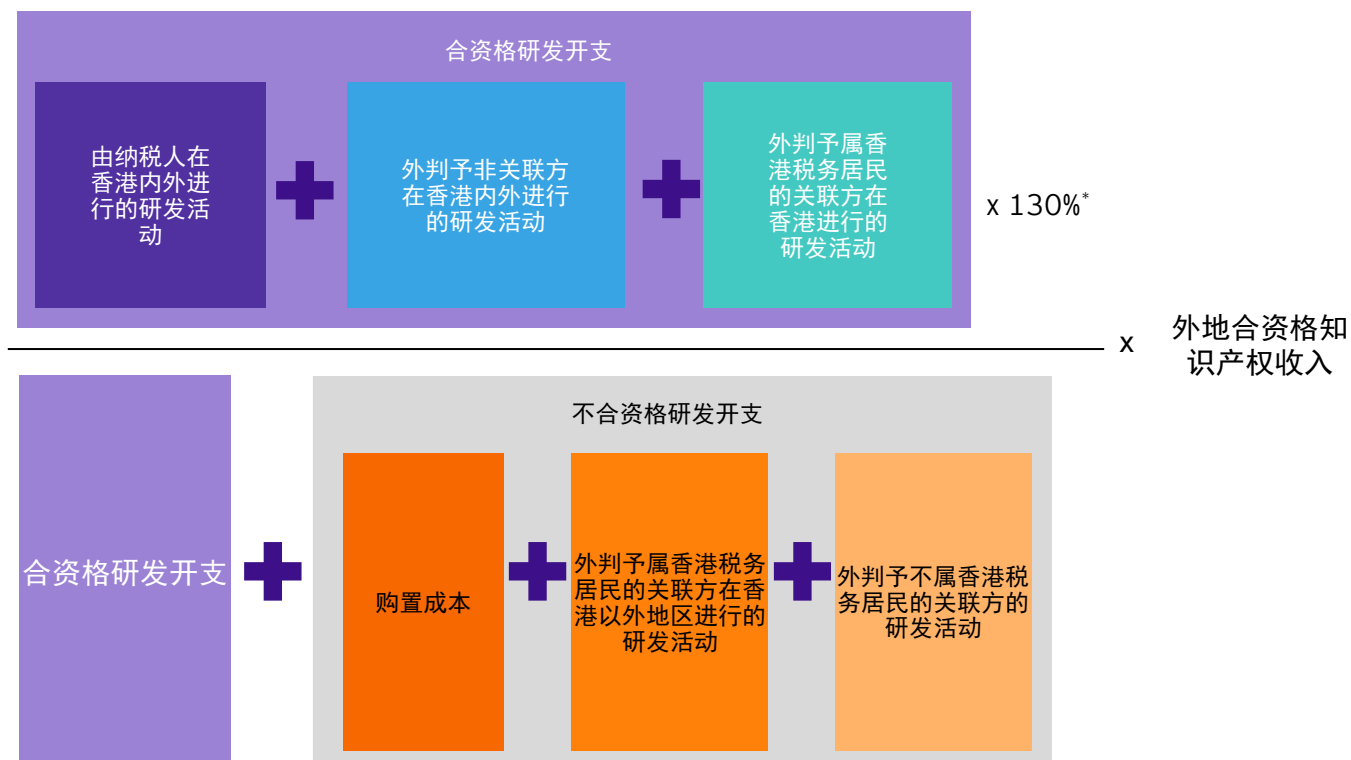 合资格研发开支
由纳税人在
香港内外进
行的研发活
动
外判予非关联方
在香港内外进行
的研发活动
外判予属香
港税务居民
的关联方在
香港进行的
研发活动
x 130%*
x
外地合资格知
识产权收入
合资格研发开支
不合资格研发开支
购置成本
外判予属香港税务
居民的关联方在香
港以外地区进行的
研发活动
外判予不属香港税
务居民的关联方的
研发活动